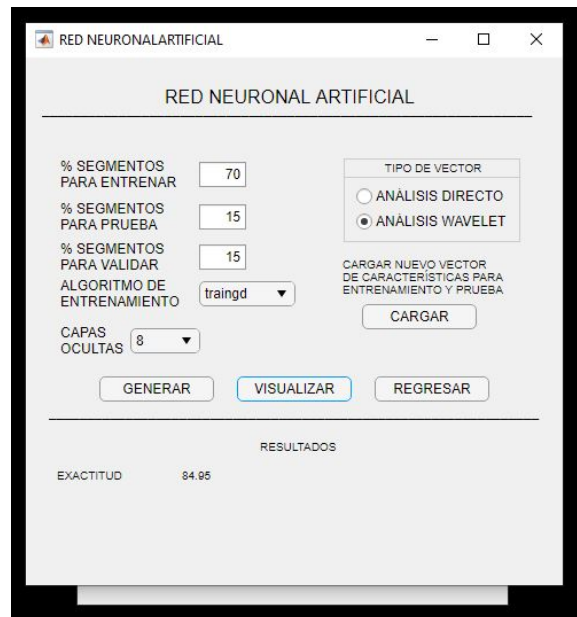 RED NEURONALARTIFICIAL
RED NEURONAL ARTIFICIAL
% SEGMENTOS
PARA ENTRENAR
70
% SEGMENTOS
PARA PRUEBA
15
% SEGMENTOS
PARA VALIDAR
15
ALGORITMO DE
ENTRENAMIENTO
traingd
CAPAS
OCULTAS
8
TIPO DE VECTOR
ANÀLISIS DIRECTO
ANÀLISIS WAVELET
CARGAR NUEVO VECTOR
DE CARACTERÍSTICAS PARA
ENTRENAMIENTO Y PRUEBA
CARGAR
GENERAR
VISUALIZAR
REGRESAR
RESULTADOS
EXACTITUD 84.95